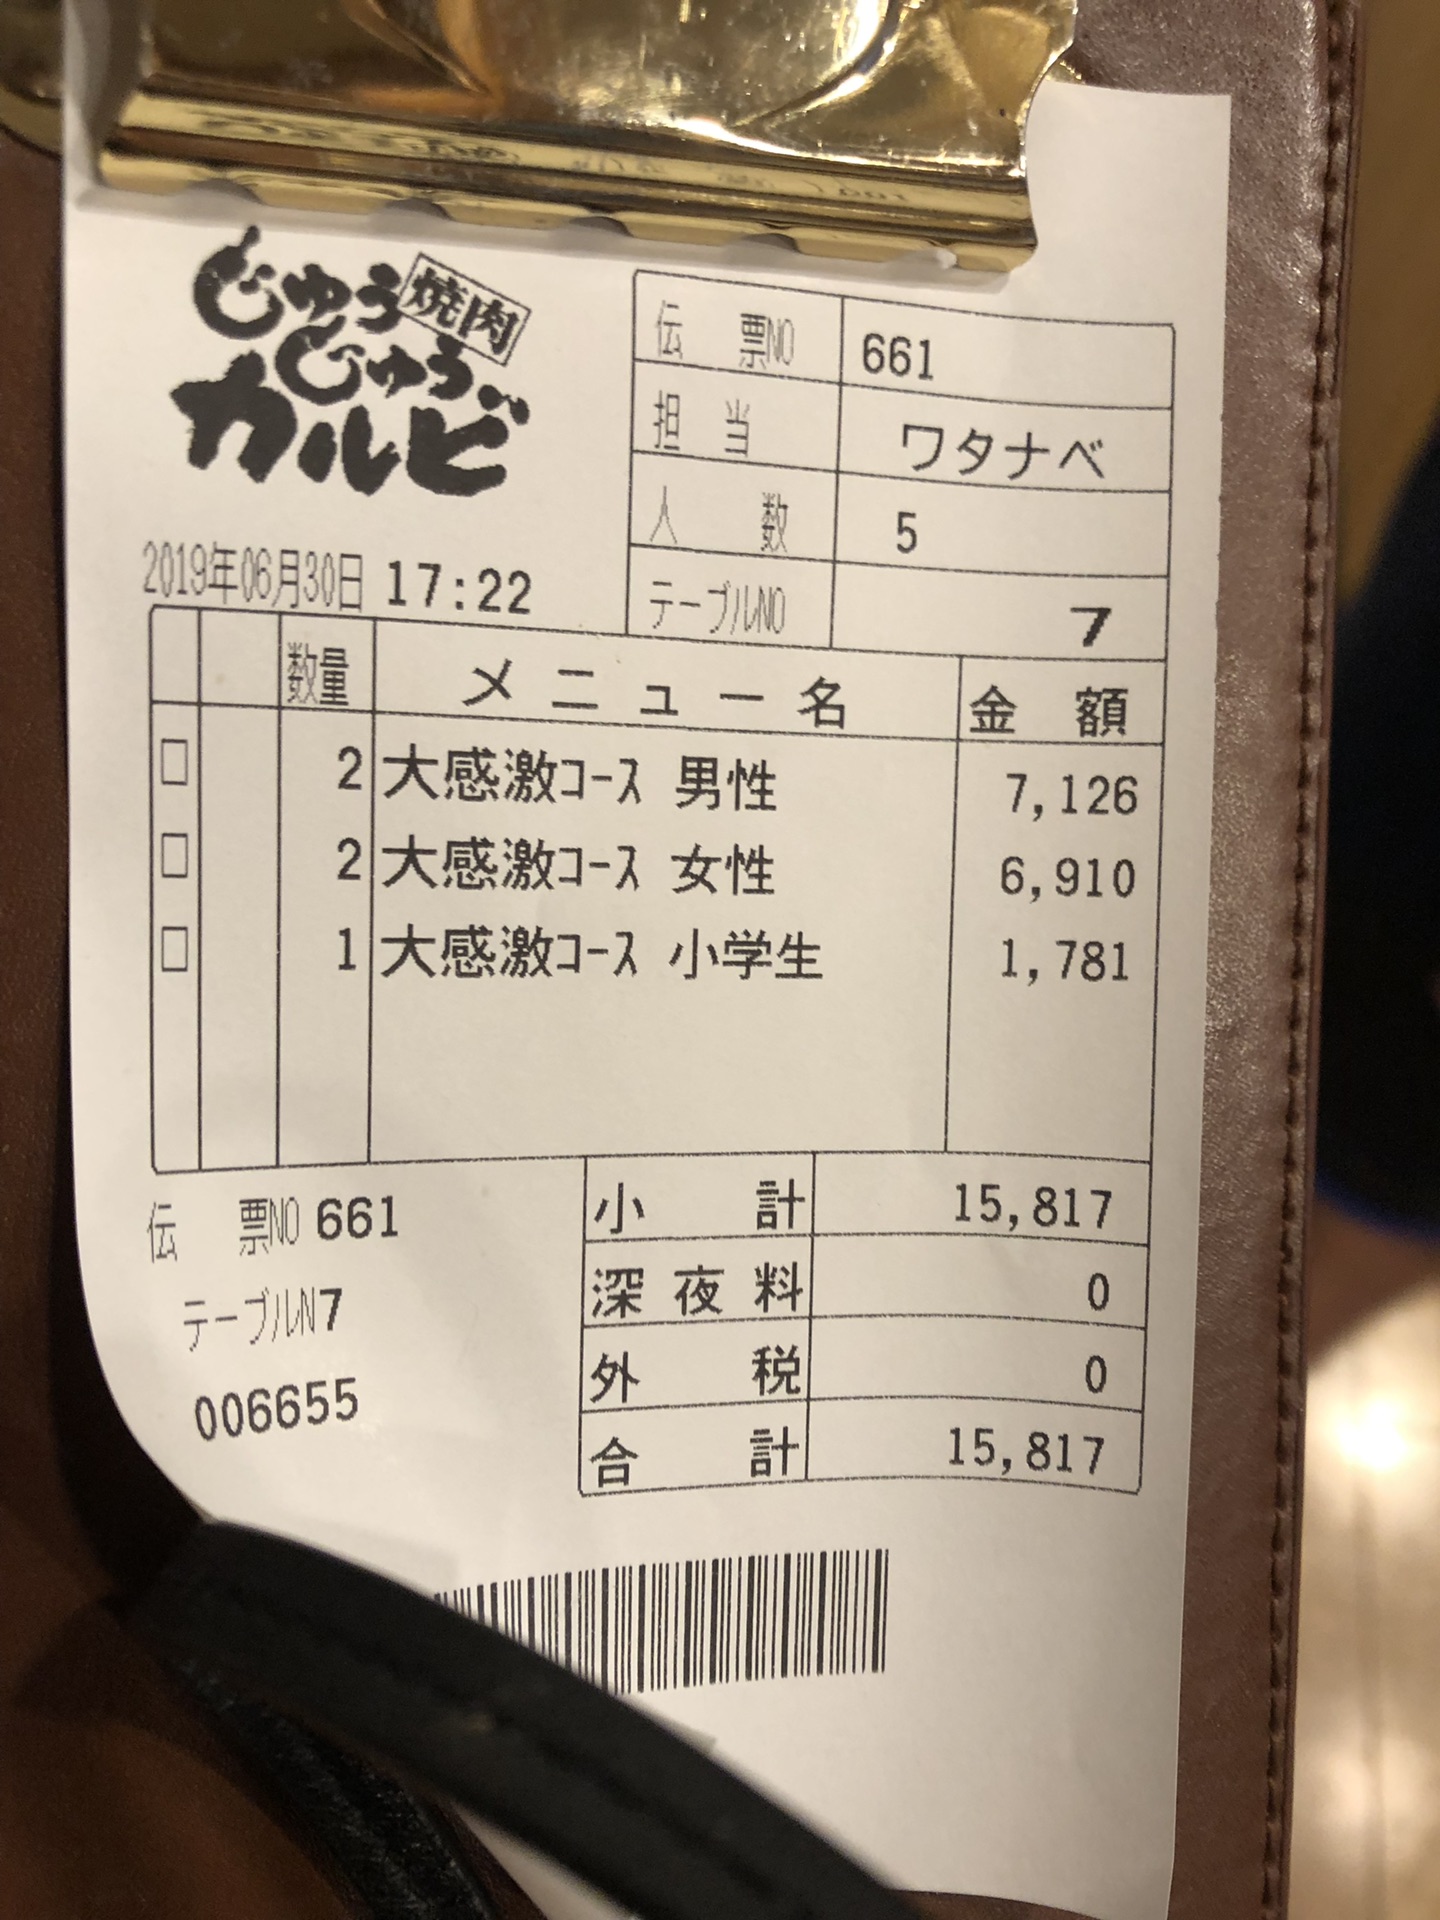 じゅう
焼肉
じゅう
カルビ
伝票NO 661
担当 ワタナベ
人数 5
テーブルNO 7
2019年06月30日 17:22
数量 メニュー名 金額
□ 2 大感激コース 男性 7,126
□ 2 大感激コース 女性 6,910
□ 1 大感激コース 小学生 1,781
伝票NO 661
テーブルN7
006655
小計 15,817
深夜料 0
外税 0
合計 15,817